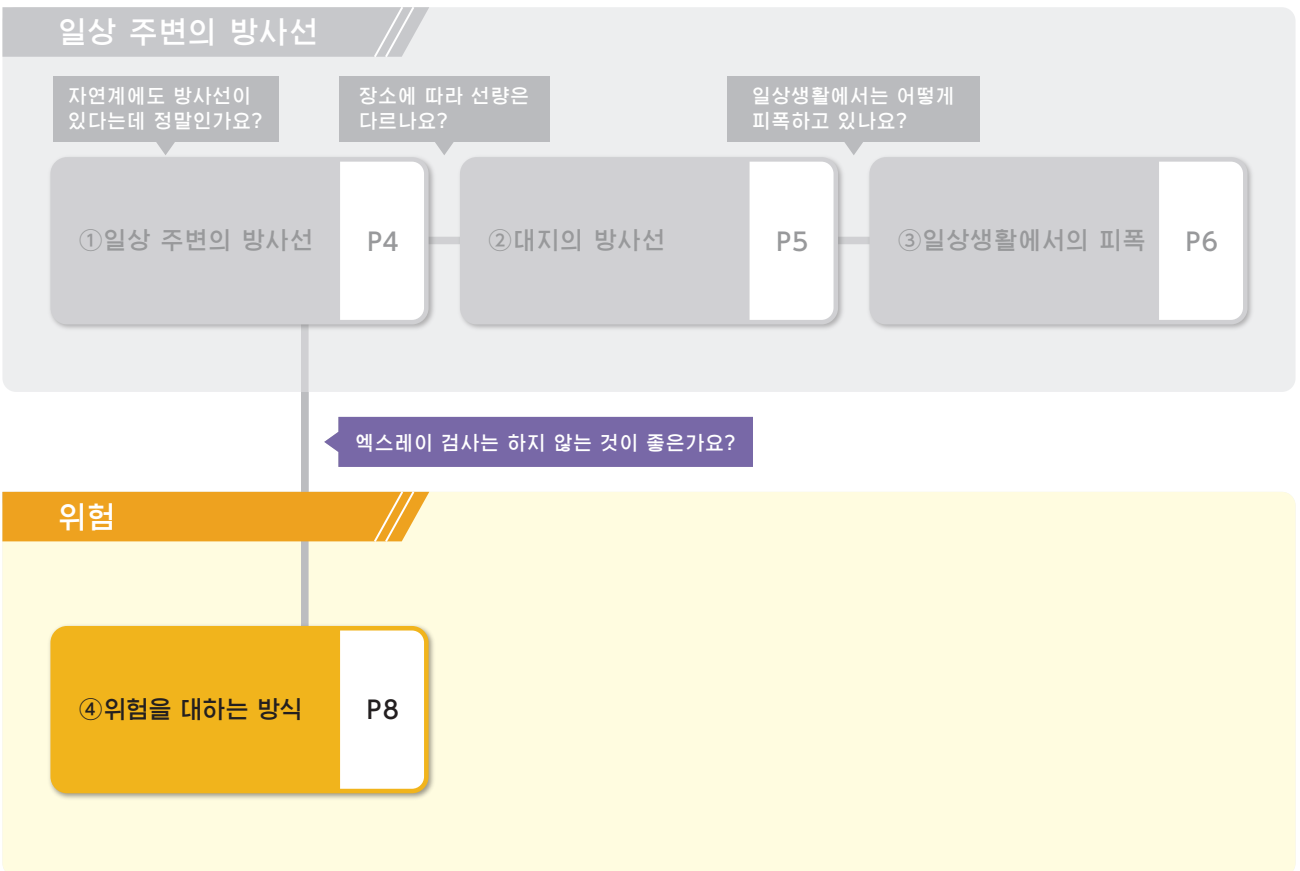 일상 주변의 방사선
자연계에도 방사선이
있다는데 정말인가요?
장소에 따라 선량은
다르나요?
일상생활에서는 어떻게
피폭하고 있나요?
①일상 주변의 방사선
P4
②대지의 방사선
P5
③일상생활에서의 피폭
P6
엑스레이 검사는 하지 않는 것이 좋은가요?
위험
④위험을 대하는 방식
P8